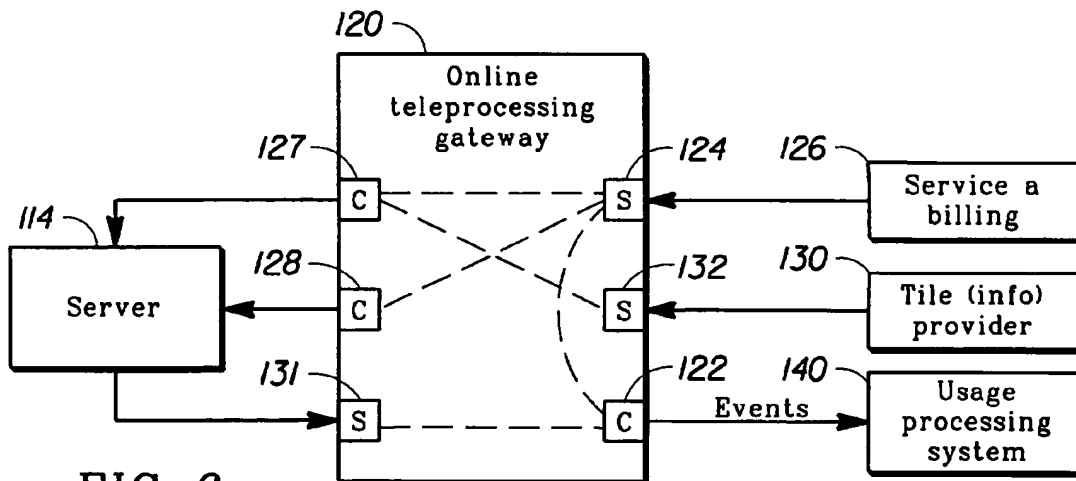 120
Online
teleprocessing
gateway
127
124
126
C
S
Service a
billing
114
Server
128
132
130
C
S
Tile (info)
provider
131
122
140
S
C
Events
Usage
processing
system
FIG.